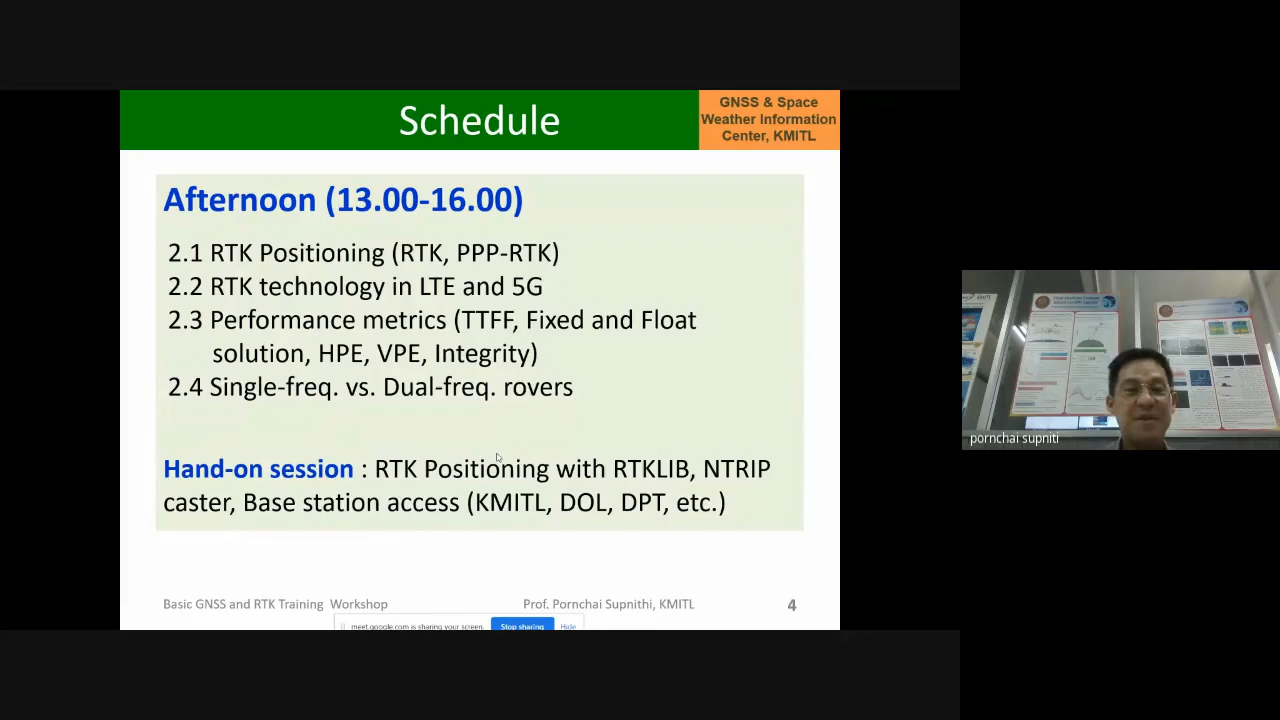 Schedule
GNSS & Space
Weather Information
Center, KMITL
Afternoon (13.00-16.00)
2.1 RTK Positioning (RTK, PPP-RTK)
2.2 RTK technology in LTE and 5G
2.3 Performance metrics (TTFF, Fixed and Float
solution, HPE, VPE, Integrity)
2.4 Single-freq. vs. Dual-freq. rovers
Hand-on session : RTK Positioning with RTKLIB, NTRIP
caster, Base station access (KMITL, DOL, DPT, etc.)
Basic GNSS and RTK Training Workshop
Prof. Pornchai Supnithi, KMITL
4
meet.google.com is sharing your screen.
Stop sharing
Hide
pornchai supniti